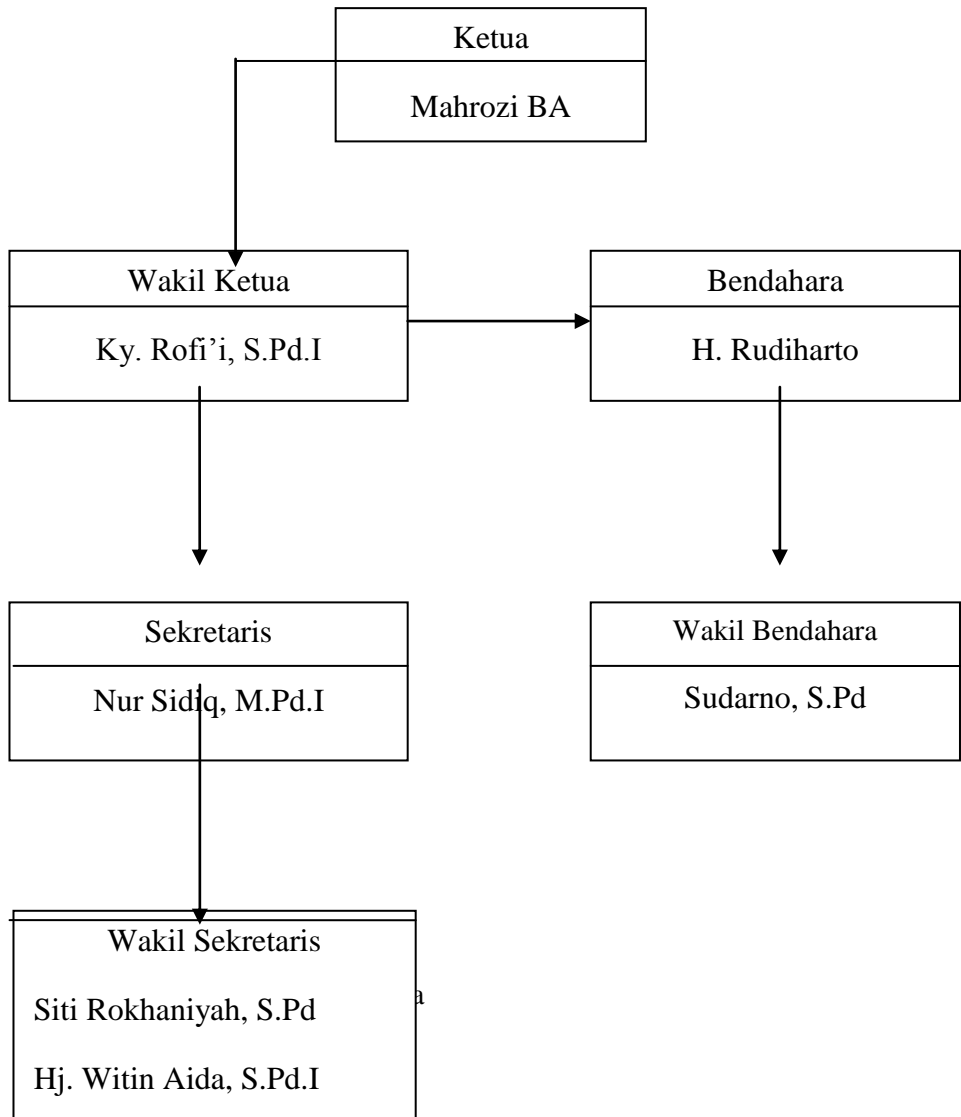 Ketua
Mahrozi BA
Wakil Ketua
Ky. Rofi’i, S.Pd.I
Bendahara
H. Rudiharto
Sekretaris
Nur Sidiq, M.Pd.I
Wakil Bendahara
Sudarno, S.Pd
Wakil Sekretaris
Siti Rokhaniyah, S.Pd
Hj. Witin Aida, S.Pd.I